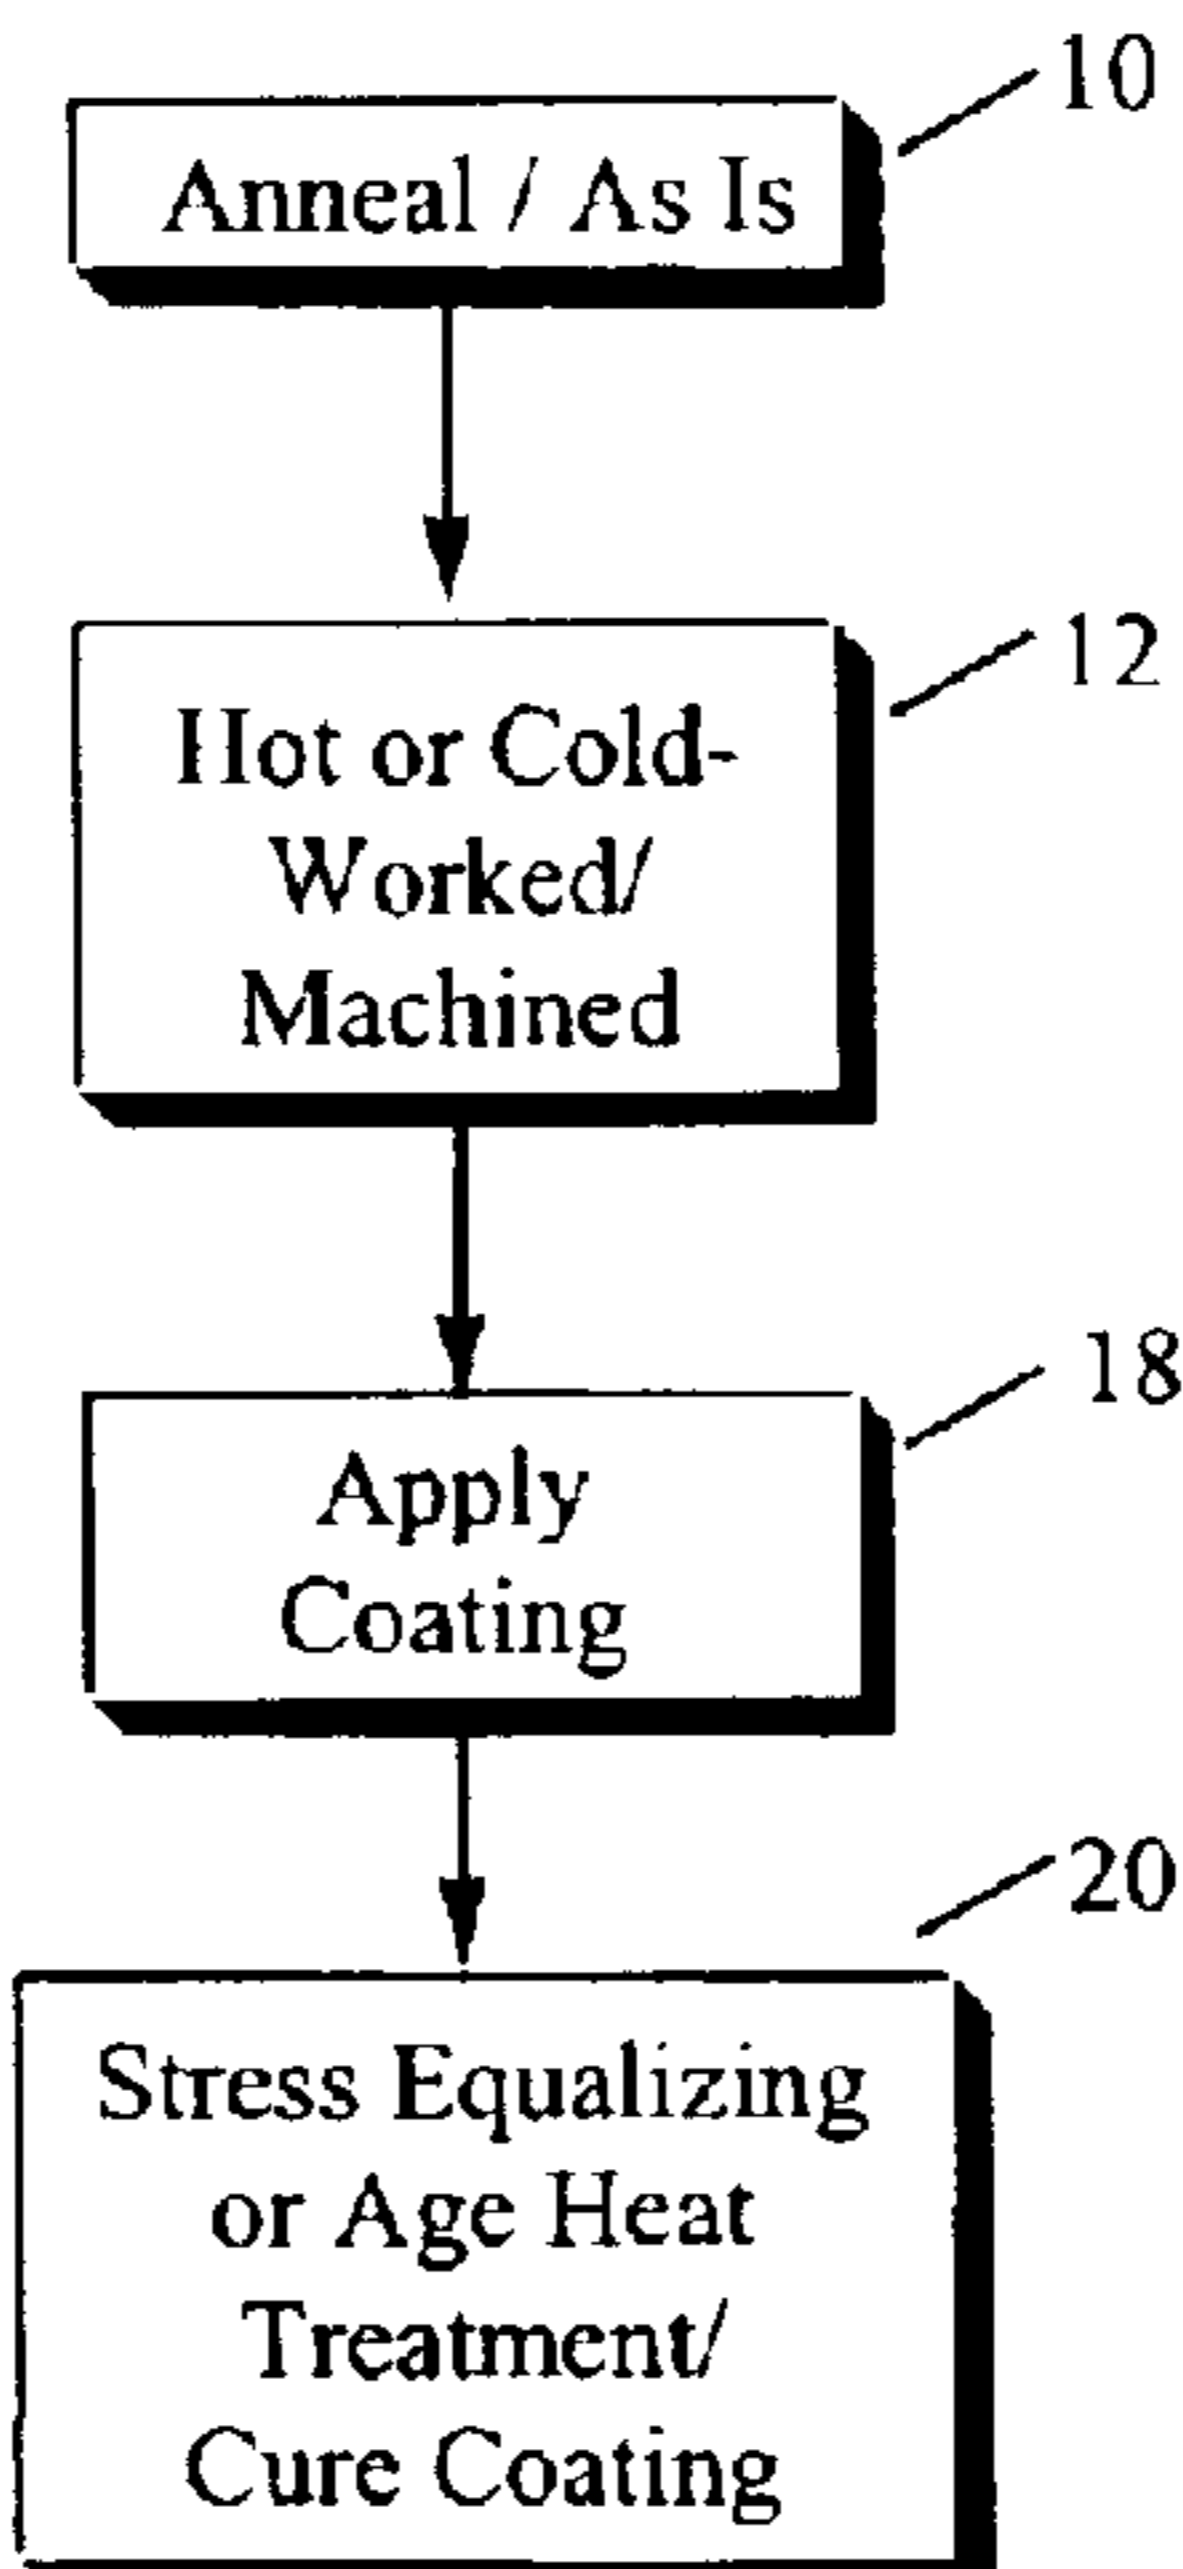 10
Anneal / As Is
12
Hot or Cold-
Worked/
Machined
18
Apply
Coating
20
Stress Equalizing
or Age Heat
Treatment/
Cure Coating